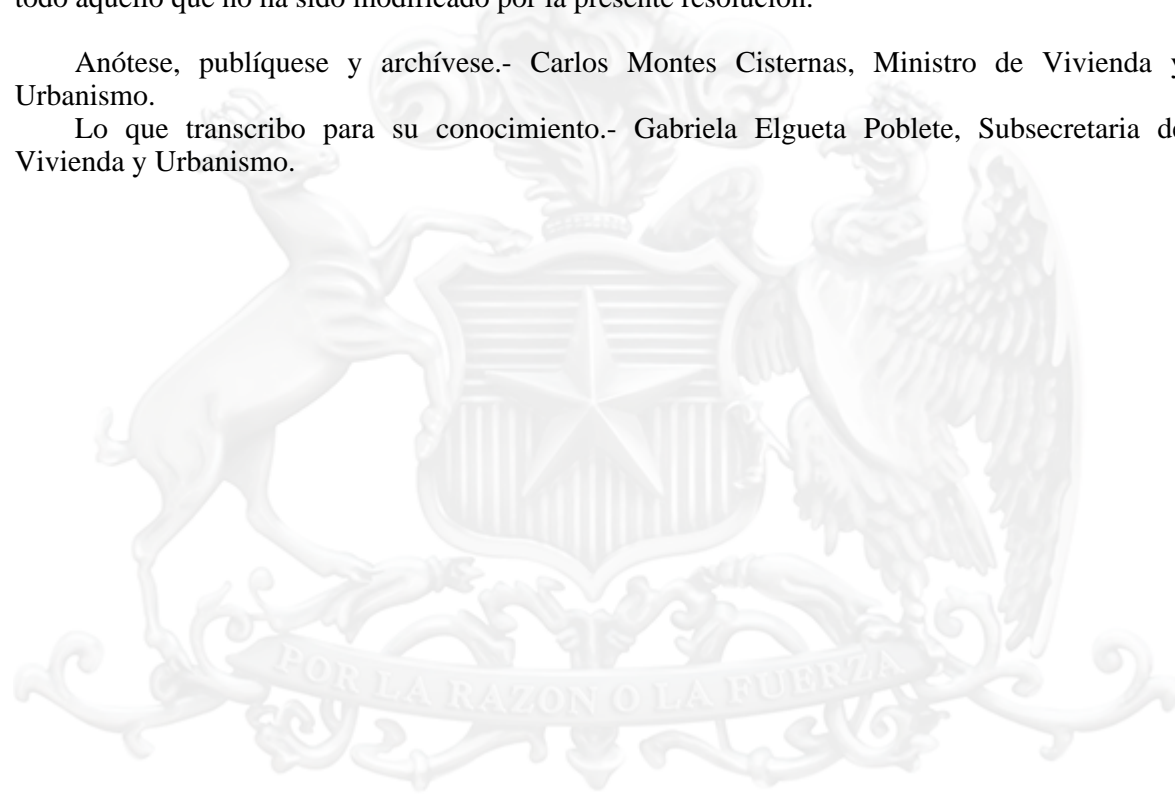 todo aquello que no ha sido modificado por la presente resolución.
Anótese, publíquese y archívese.- Carlos Montes Cisternas, Ministro de Vivienda y
Urbanismo.
Lo que transcribo para su conocimiento.- Gabriela Elgueta Poblete, Subsecretaria de
Vivienda y Urbanismo.
POR LA RAZON O LA FUERZA